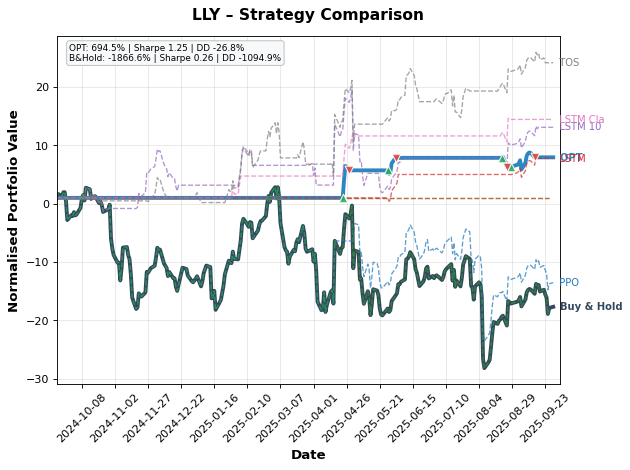 LLY – Strategy Comparison
OPT: 694.5% | Sharpe 1.25 | DD -26.8%
B&Hold: -1866.6% | Sharpe 0.26 | DD -1094.9%
Normalised Portfolio Value
20
10
0
−10
−20
−30
TOS
LSTM Cla
LSTM 10
OPT
PPO
Buy & Hold
2024-10-08
2024-11-02
2024-11-27
2024-12-22
2025-01-16
2025-02-10
2025-03-07
2025-04-01
2025-04-26
2025-05-21
2025-06-15
2025-07-10
2025-08-04
2025-08-29
2025-09-23
Date